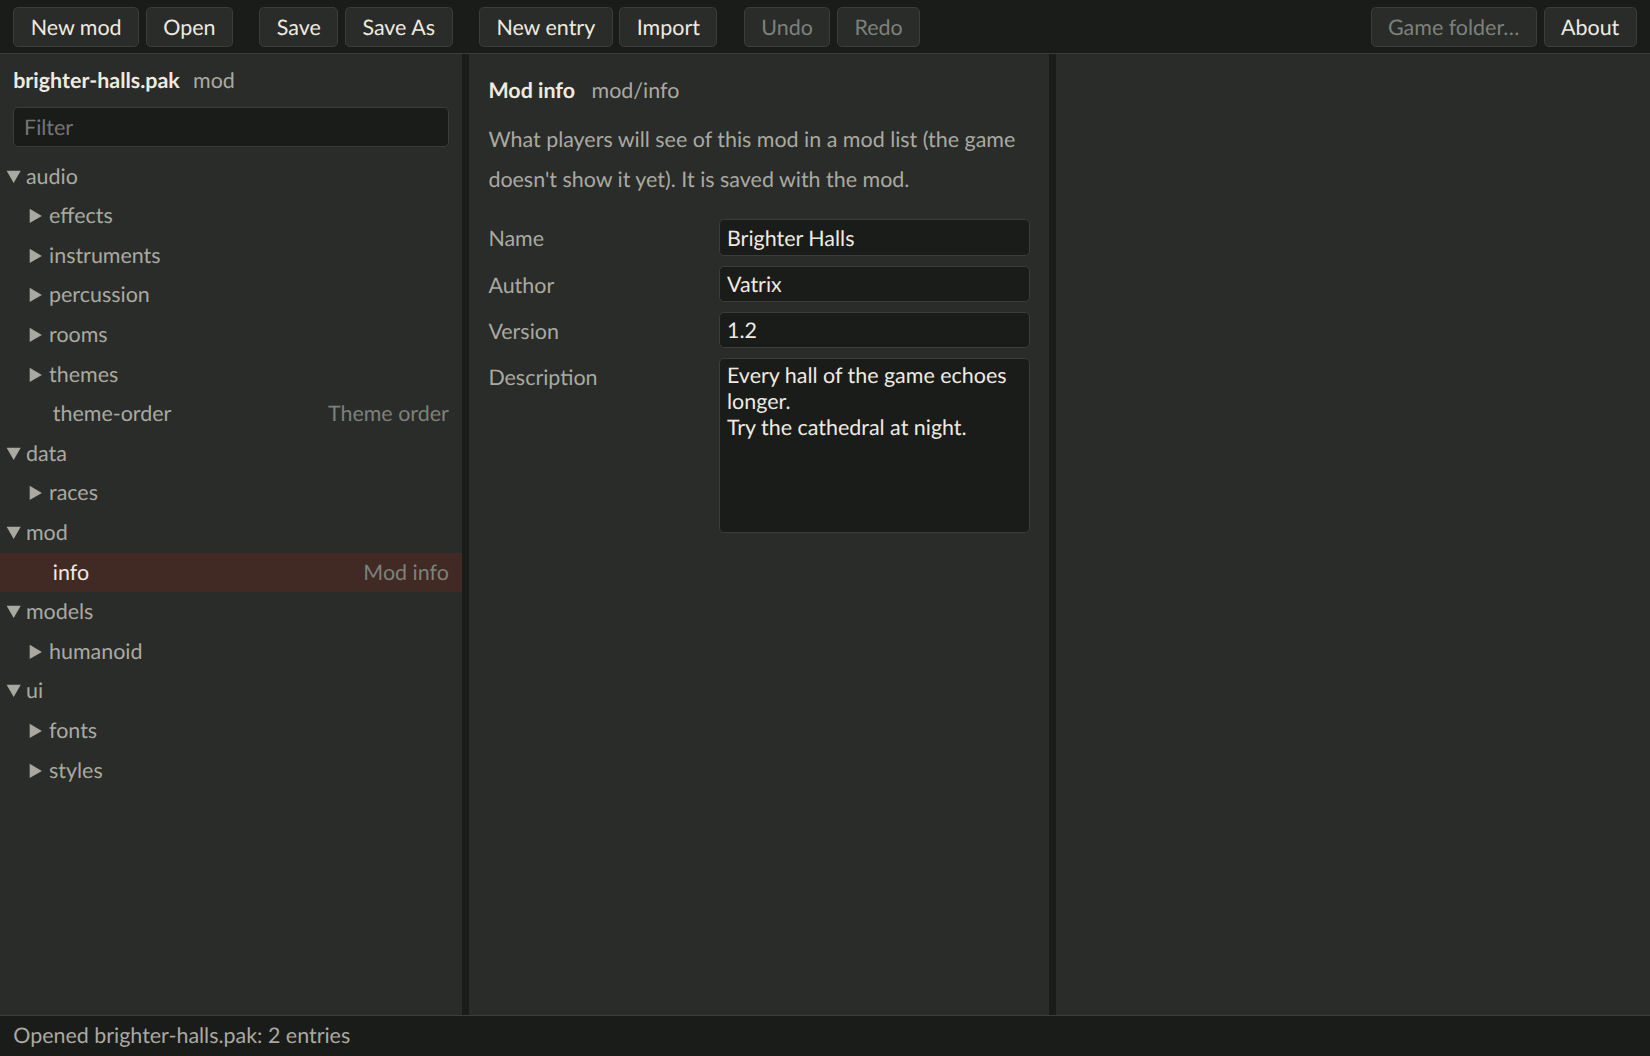 New mod Open Save Save As New entry Import Undo Redo Game folder... About
brighter-halls.pak mod
Filter
audio
effects
instruments
percussion
rooms
themes
theme-order Theme order
data
races
mod
info Mod info
models
humanoid
ui
fonts
styles
Mod info mod/info
What players will see of this mod in a mod list (the game
doesn't show it yet). It is saved with the mod.
Name Brighter Halls
Author Vatrix
Version 1.2
Description Every hall of the game echoes
longer.
Try the cathedral at night.
Opened brighter-halls.pak: 2 entries